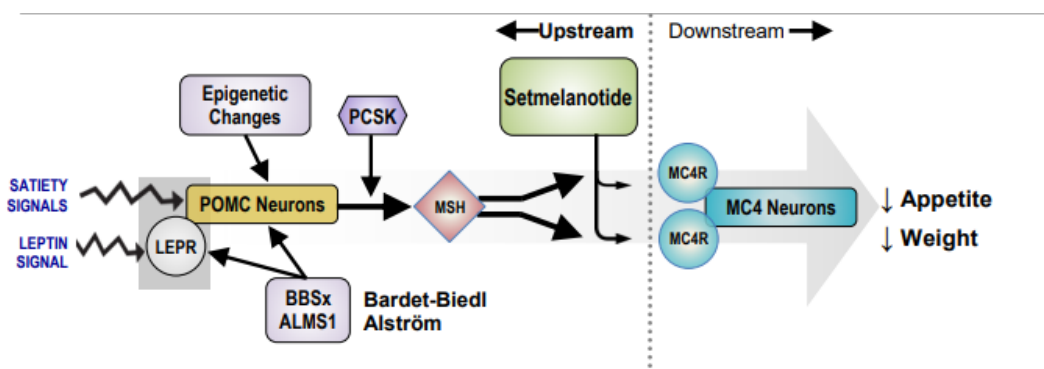 Upstream
Downstream
Epigenetic
Changes
PCSK
Setmelanotide
SATIETY
SIGNALS
POMC Neurons
MSH
MC4R
MC4 Neurons
MC4R
↓ Appetite
↓ Weight
LEPTIN
SIGNAL
LEPR
BBSx
ALMS1
Bardet-Biedl
Alström